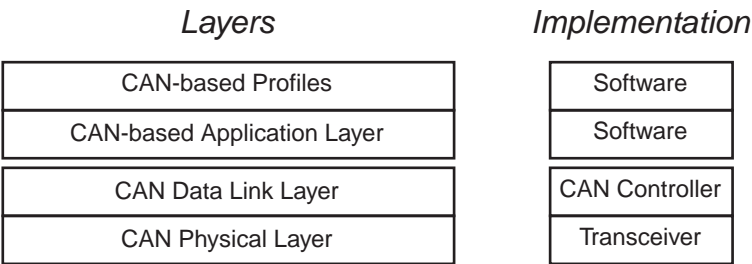 Layers Implementation
CAN-based Profiles Software
CAN-based Application Layer Software
CAN Data Link Layer CAN Controller
CAN Physical Layer Transceiver